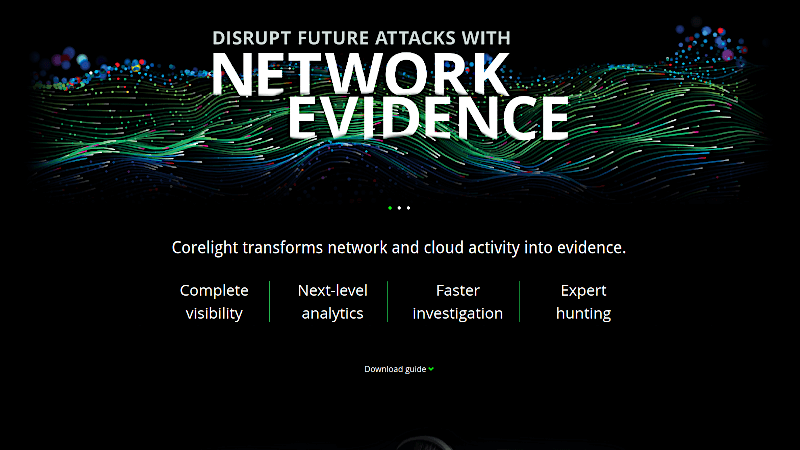 DISRUPT FUTURE ATTACKS WITH
NETWORK
EVIDENCE
Corelight transforms network and cloud activity into evidence.
Complete
visibility
Next-level
analytics
Faster
investigation
Expert
hunting
Download guide